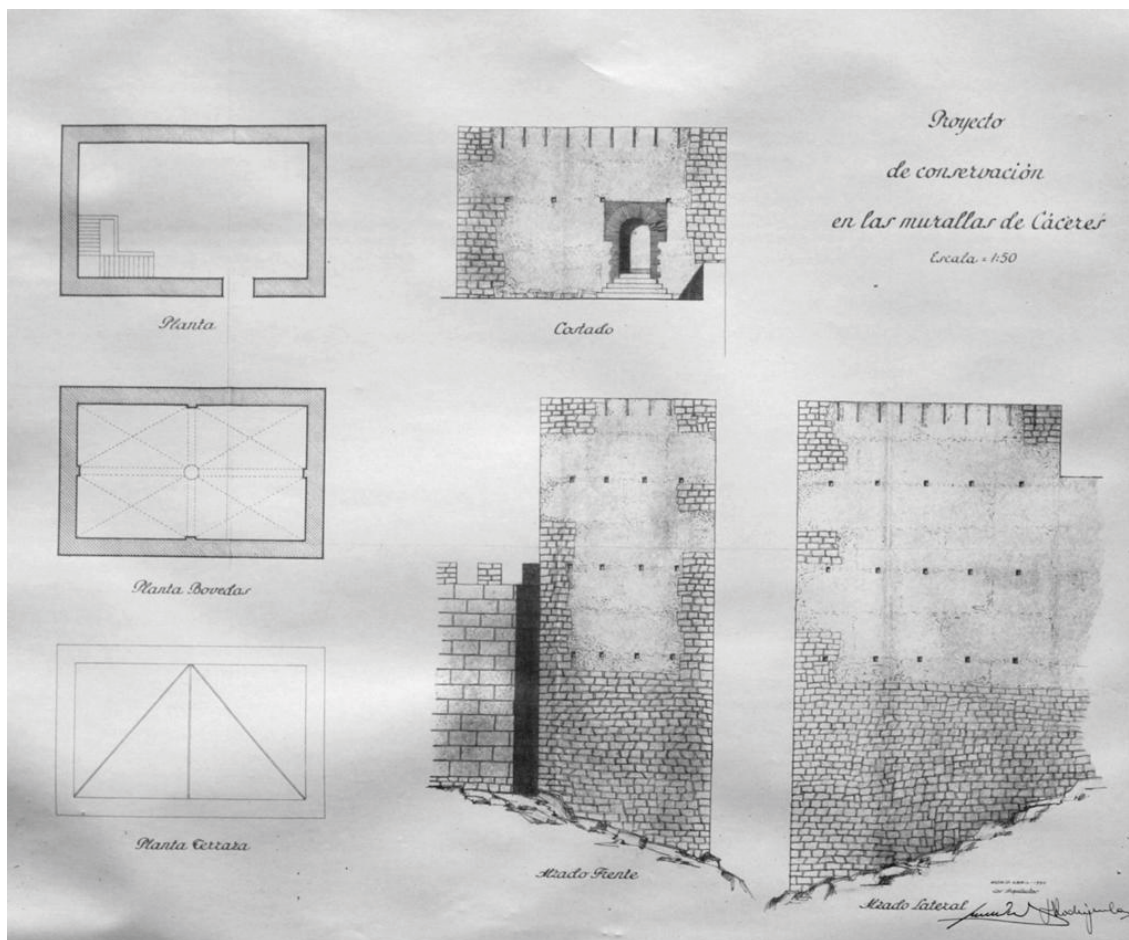 Proyecto
de conservación
en las murallas de Cáceres
Escala = 1:50
Planta
Costado
Planta Bovedas
Planta Terraza
Alzado Frente
Alzado Lateral